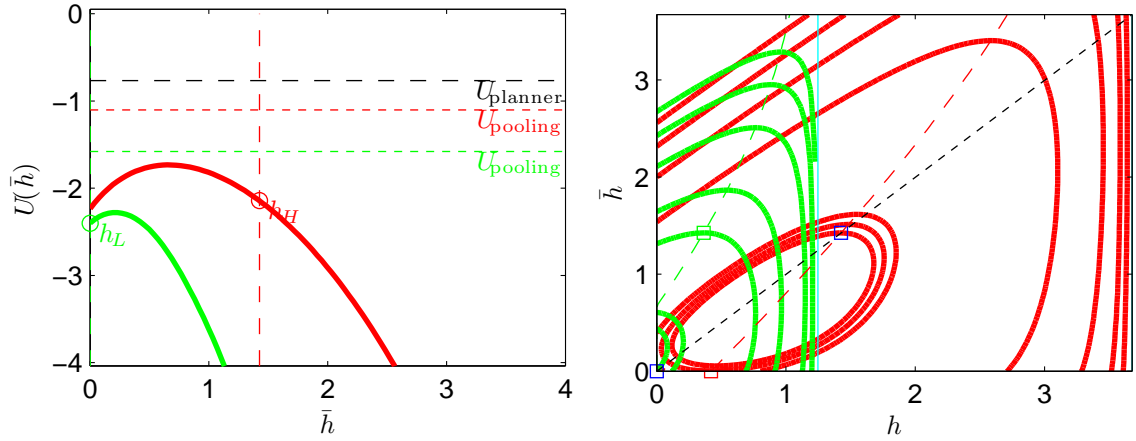 0
−1
−2
−3
−4
U(h̄)
U_planner
U_pooling
U_pooling
h_H
h_L
0 1 2 3 4
h̄
3
2
1
0
h̄
0 1 2 3
h